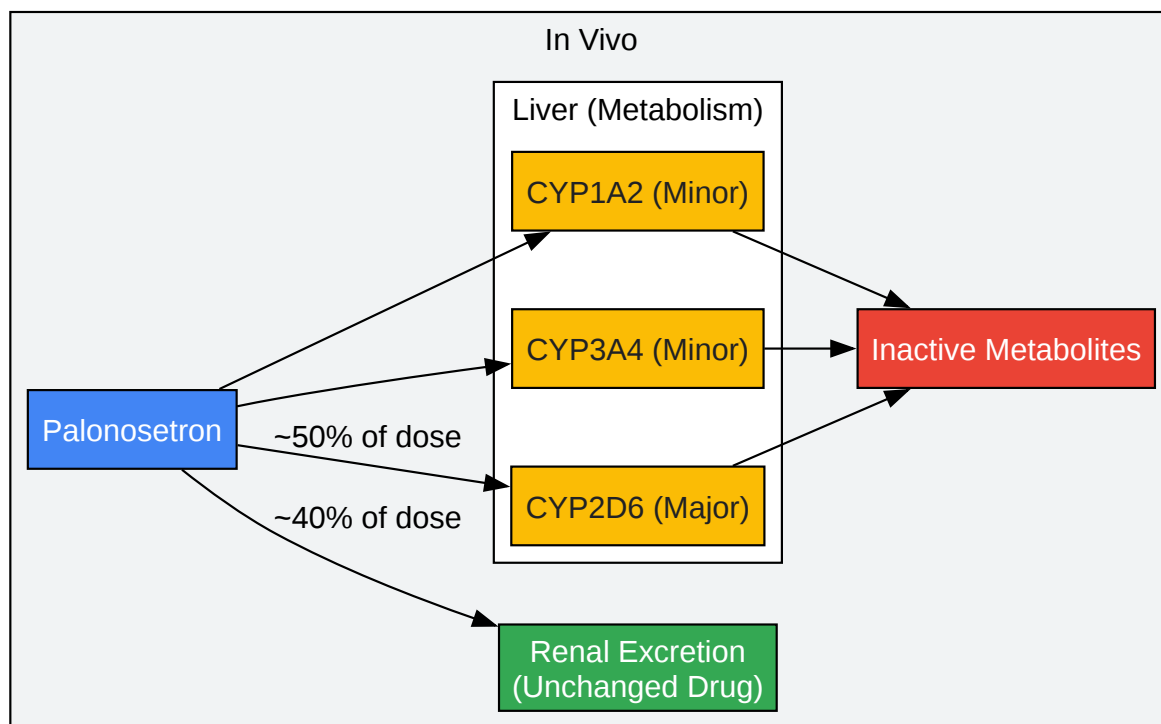 In Vivo
Liver (Metabolism)
CYP1A2 (Minor)
CYP3A4 (Minor)
Inactive Metabolites
Palonosetron
~50% of dose
CYP2D6 (Major)
~40% of dose
Renal Excretion
(Unchanged Drug)